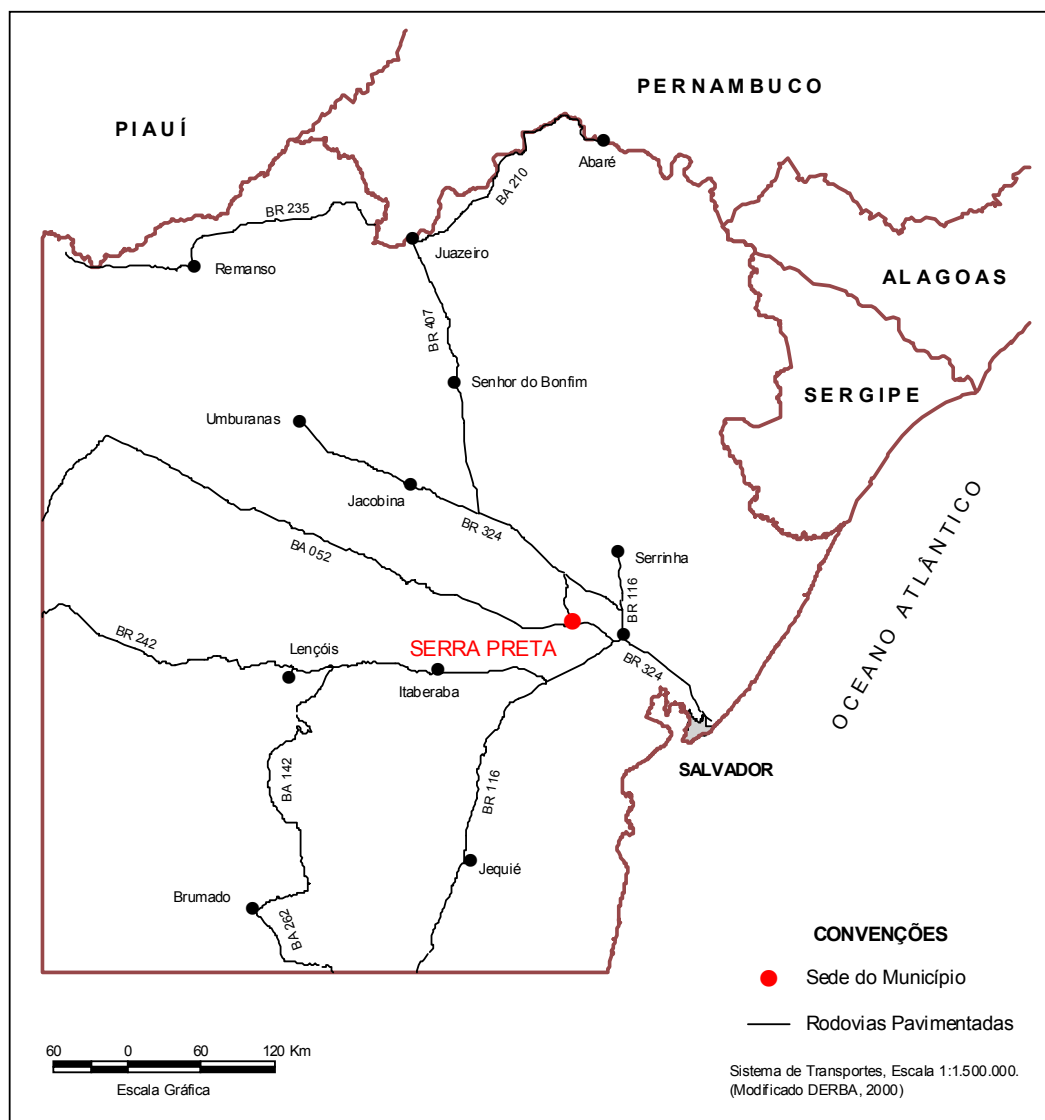 PERNAMBUCO
PIAUÍ
Abaré
BA 210
BR 235
Juazeiro
Remanso
ALAGOAS
BR 407
Senhor do Bonfim
SERGIPE
Umburanas
Jacobina
BR 324
OCEANO ATLÂNTICO
BA 052
Serrinha
BR 116
BR 242
Lençóis
SERRA PRETA
Itaberaba
BR 324
SALVADOR
BA 142
BR 116
Jequié
Brumado
BA 262
CONVENÇÕES
Sede do Município
Rodovias Pavimentadas
60 0 60 120 Km
Escala Gráfica
Sistema de Transportes, Escala 1:1.500.000.
(Modificado DERBA, 2000)